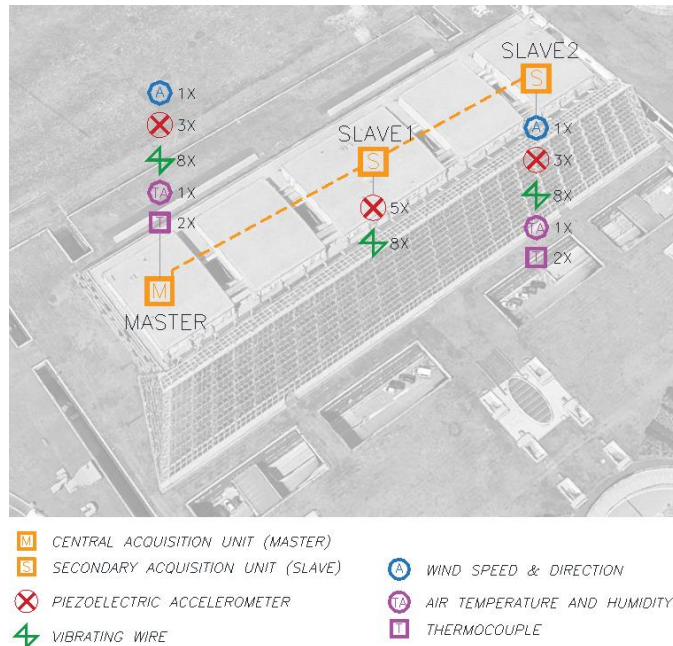 SLAVE2
S
A 1X
3X
8X
TA 1X
T 2X
SLAVE1
S
5X
8X
A 1X
3X
8X
TA 1X
T 2X
M
MASTER
M CENTRAL ACQUISITION UNIT (MASTER)
S SECONDARY ACQUISITION UNIT (SLAVE)
PIEZOELECTRIC ACCELEROMETER
VIBRATING WIRE
A WIND SPEED & DIRECTION
TA AIR TEMPERATURE AND HUMIDITY
T THERMOCOUPLE